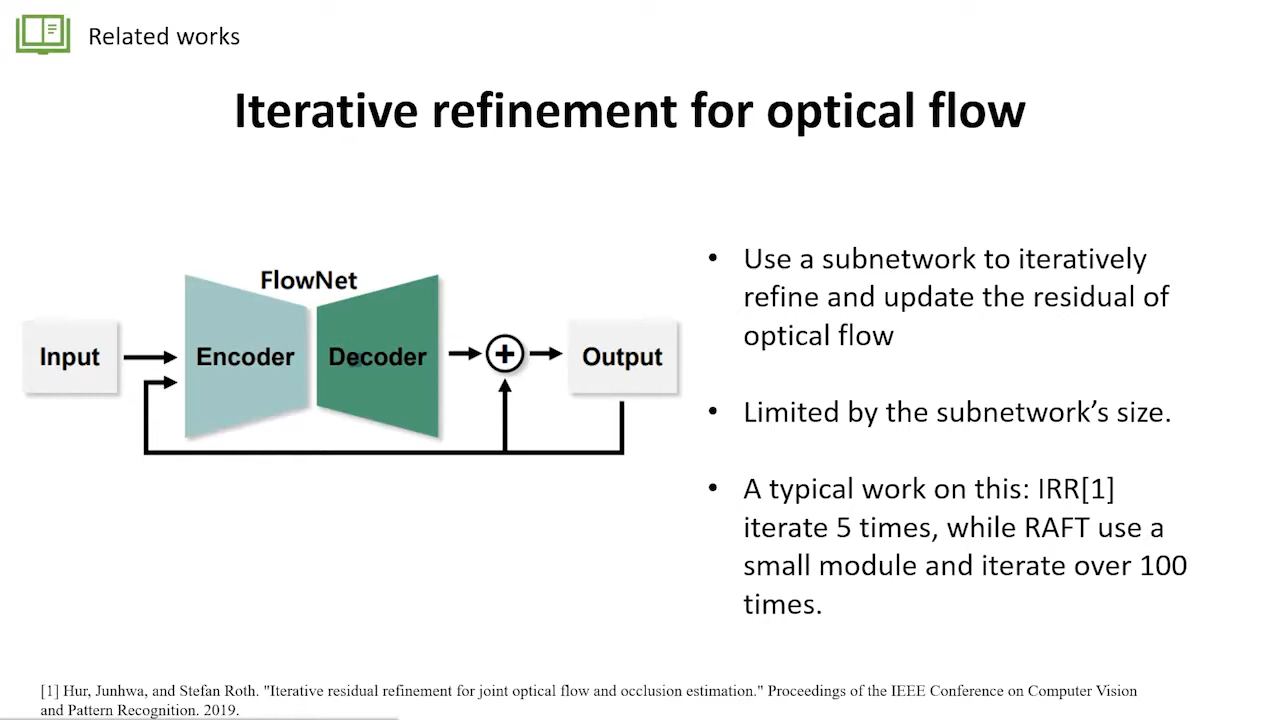 Related works
Iterative refinement for optical flow
FlowNet
Input
Encoder
Decoder
Output
• Use a subnetwork to iteratively
refine and update the residual of
optical flow
• Limited by the subnetwork’s size.
• A typical work on this: IRR[1]
iterate 5 times, while RAFT use a
small module and iterate over 100
times.
[1] Hur, Junhwa, and Stefan Roth. "Iterative residual refinement for joint optical flow and occlusion estimation." Proceedings of the IEEE Conference on Computer Vision
and Pattern Recognition. 2019.